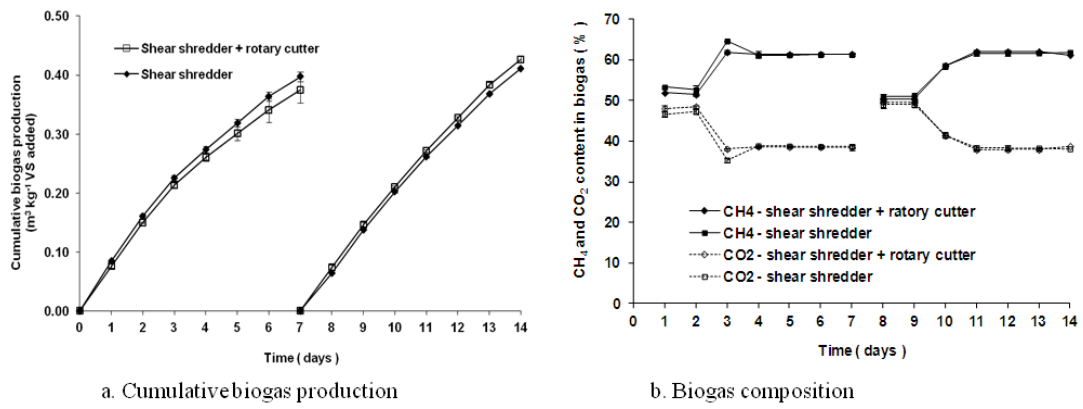 0.50
0.40
0.30
0.20
0.10
0.00
Cumulative biogas production
(m³ kg⁻¹ VS added)
Shear shredder + rotary cutter
Shear shredder
0 1 2 3 4 5 6 7 8 9 10 11 12 13 14
Time ( days )
a. Cumulative biogas production
70
60
50
40
30
20
10
0
CH₄ and CO₂ content in biogas ( % )
CH4 - shear shredder + ratory cutter
CH4 - shear shredder
CO2 - shear shredder + rotary cutter
CO2 - shear shredder
0 1 2 3 4 5 6 7 8 9 10 11 12 13 14
Time ( days )
b. Biogas composition